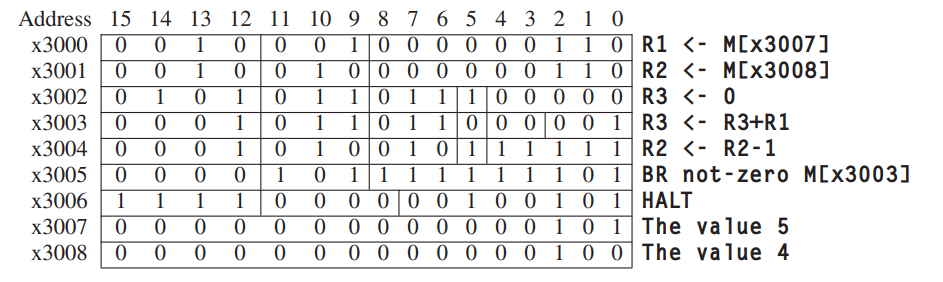 Address 15 14 13 12 11 10 9 8 7 6 5 4 3 2 1 0
x3000 0 0 1 0 0 0 1 0 0 0 0 0 0 1 1 0 R1 <- M[x3007]
x3001 0 0 1 0 0 1 0 0 0 0 0 0 0 1 1 0 R2 <- M[x3008]
x3002 0 1 0 1 0 1 1 0 1 1 1 0 0 0 0 0 R3 <- 0
x3003 0 0 0 1 0 1 1 0 1 1 0 0 0 0 0 1 R3 <- R3+R1
x3004 0 0 0 1 0 1 0 0 1 0 1 1 1 1 1 1 R2 <- R2-1
x3005 0 0 0 0 1 0 1 1 1 1 1 1 1 1 0 1 BR not-zero M[x3003]
x3006 1 1 1 1 0 0 0 0 0 0 1 0 0 1 0 1 HALT
x3007 0 0 0 0 0 0 0 0 0 0 0 0 0 1 0 1 The value 5
x3008 0 0 0 0 0 0 0 0 0 0 0 0 0 1 0 0 The value 4